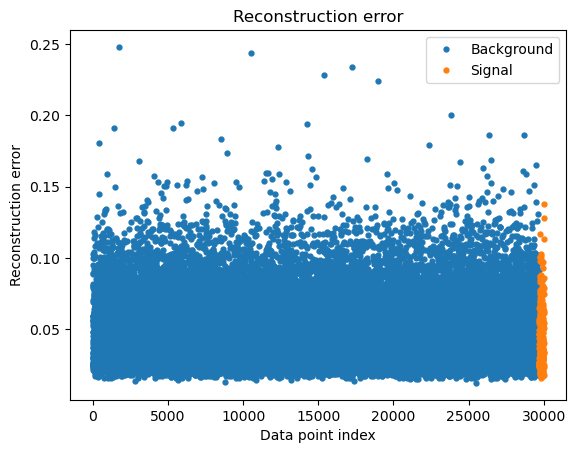 Reconstruction error
Background
Signal
Reconstruction error
0.25
0.20
0.15
0.10
0.05
0
5000
10000
15000
20000
25000
30000
Data point index